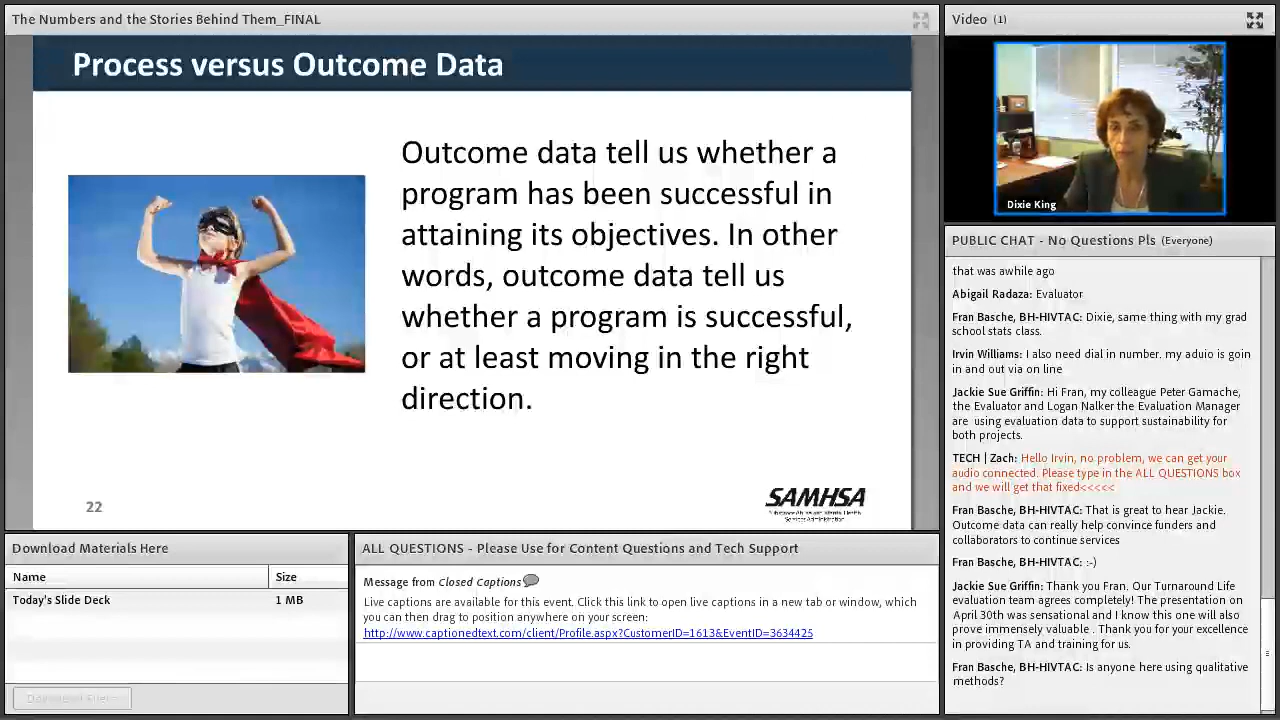 The Numbers and the Stories Behind Them_FINAL
Process versus Outcome Data
Outcome data tell us whether a
program has been successful in
attaining its objectives. In other
words, outcome data tell us
whether a program is successful,
or at least moving in the right
direction.
22
SAMHSA
Video (1)
Dixie King
PUBLIC CHAT - No Questions Pls (Everyone)
that was awhile ago
Abigail Radaza: Evaluator
Fran Basche, BH-HIVTAC: Dixie, same thing with my grad
school stats class.
Irvin Williams: I also need dial in number. my aduio is goin
in and out via on line
Jackie Sue Griffin: Hi Fran, my colleague Peter Gamache,
the Evaluator and Logan Nalker the Evaluation Manager
are using evaluation data to support sustainability for
both projects.
TECH | Zach: Hello Irvin, no problem, we can get your
audio connected. Please type in the ALL QUESTIONS box
and we will get that fixed<<<<<
Fran Basche, BH-HIVTAC: That is great to hear Jackie.
Outcome data can really help convince funders and
collaborators to continue services
Fran Basche, BH-HIVTAC: :-)
Jackie Sue Griffin: Thank you Fran. Our Turnaround Life
evaluation team agrees completely! The presentation on
April 30th was sensational and I know this one will also
prove immensely valuable . Thank you for your excellence
in providing TA and training for us.
Fran Basche, BH-HIVTAC: Is anyone here using qualitative
methods?
Download Materials Here
Name Size
Today's Slide Deck 1 MB
ALL QUESTIONS - Please Use for Content Questions and Tech Support
Message from Closed Captions
Live captions are available for this event. Click this link to open live captions in a new tab or window, which
you can then drag to position anywhere on your screen:
http://www.captionedtext.com/client/Profile.aspx?CustomerID=1613&EventID=3634425